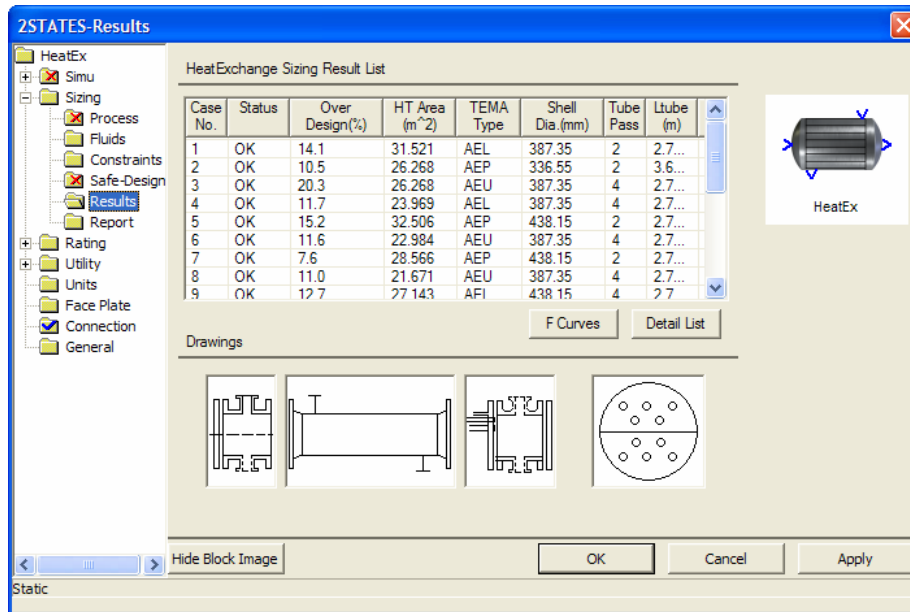 2STATES-Results
HeatEx
Simu
Sizing
Process
Fluids
Constraints
Safe-Design
Results
Report
Rating
Utility
Units
Face Plate
Connection
General
HeatExchange Sizing Result List
Case No. Status Over Design(%) HT Area (m^2) TEMA Type Shell Dia.(mm) Tube Pass Ltube (m)
1 OK 14.1 31.521 AEL 387.35 2 2.7...
2 OK 10.5 26.268 AEP 336.55 2 3.6...
3 OK 20.3 26.268 AEU 387.35 4 2.7...
4 OK 11.7 23.969 AEL 387.35 4 2.7...
5 OK 15.2 32.506 AEP 438.15 2 2.7...
6 OK 11.6 22.984 AEU 387.35 4 2.7...
7 OK 7.6 28.566 AEP 438.15 2 2.7...
8 OK 11.0 21.671 AEU 387.35 4 2.7...
9 OK 12.7 27.143 AEL 438.15 4 2.7
F Curves
Detail List
HeatEx
Drawings
Hide Block Image
OK
Cancel
Apply
Static